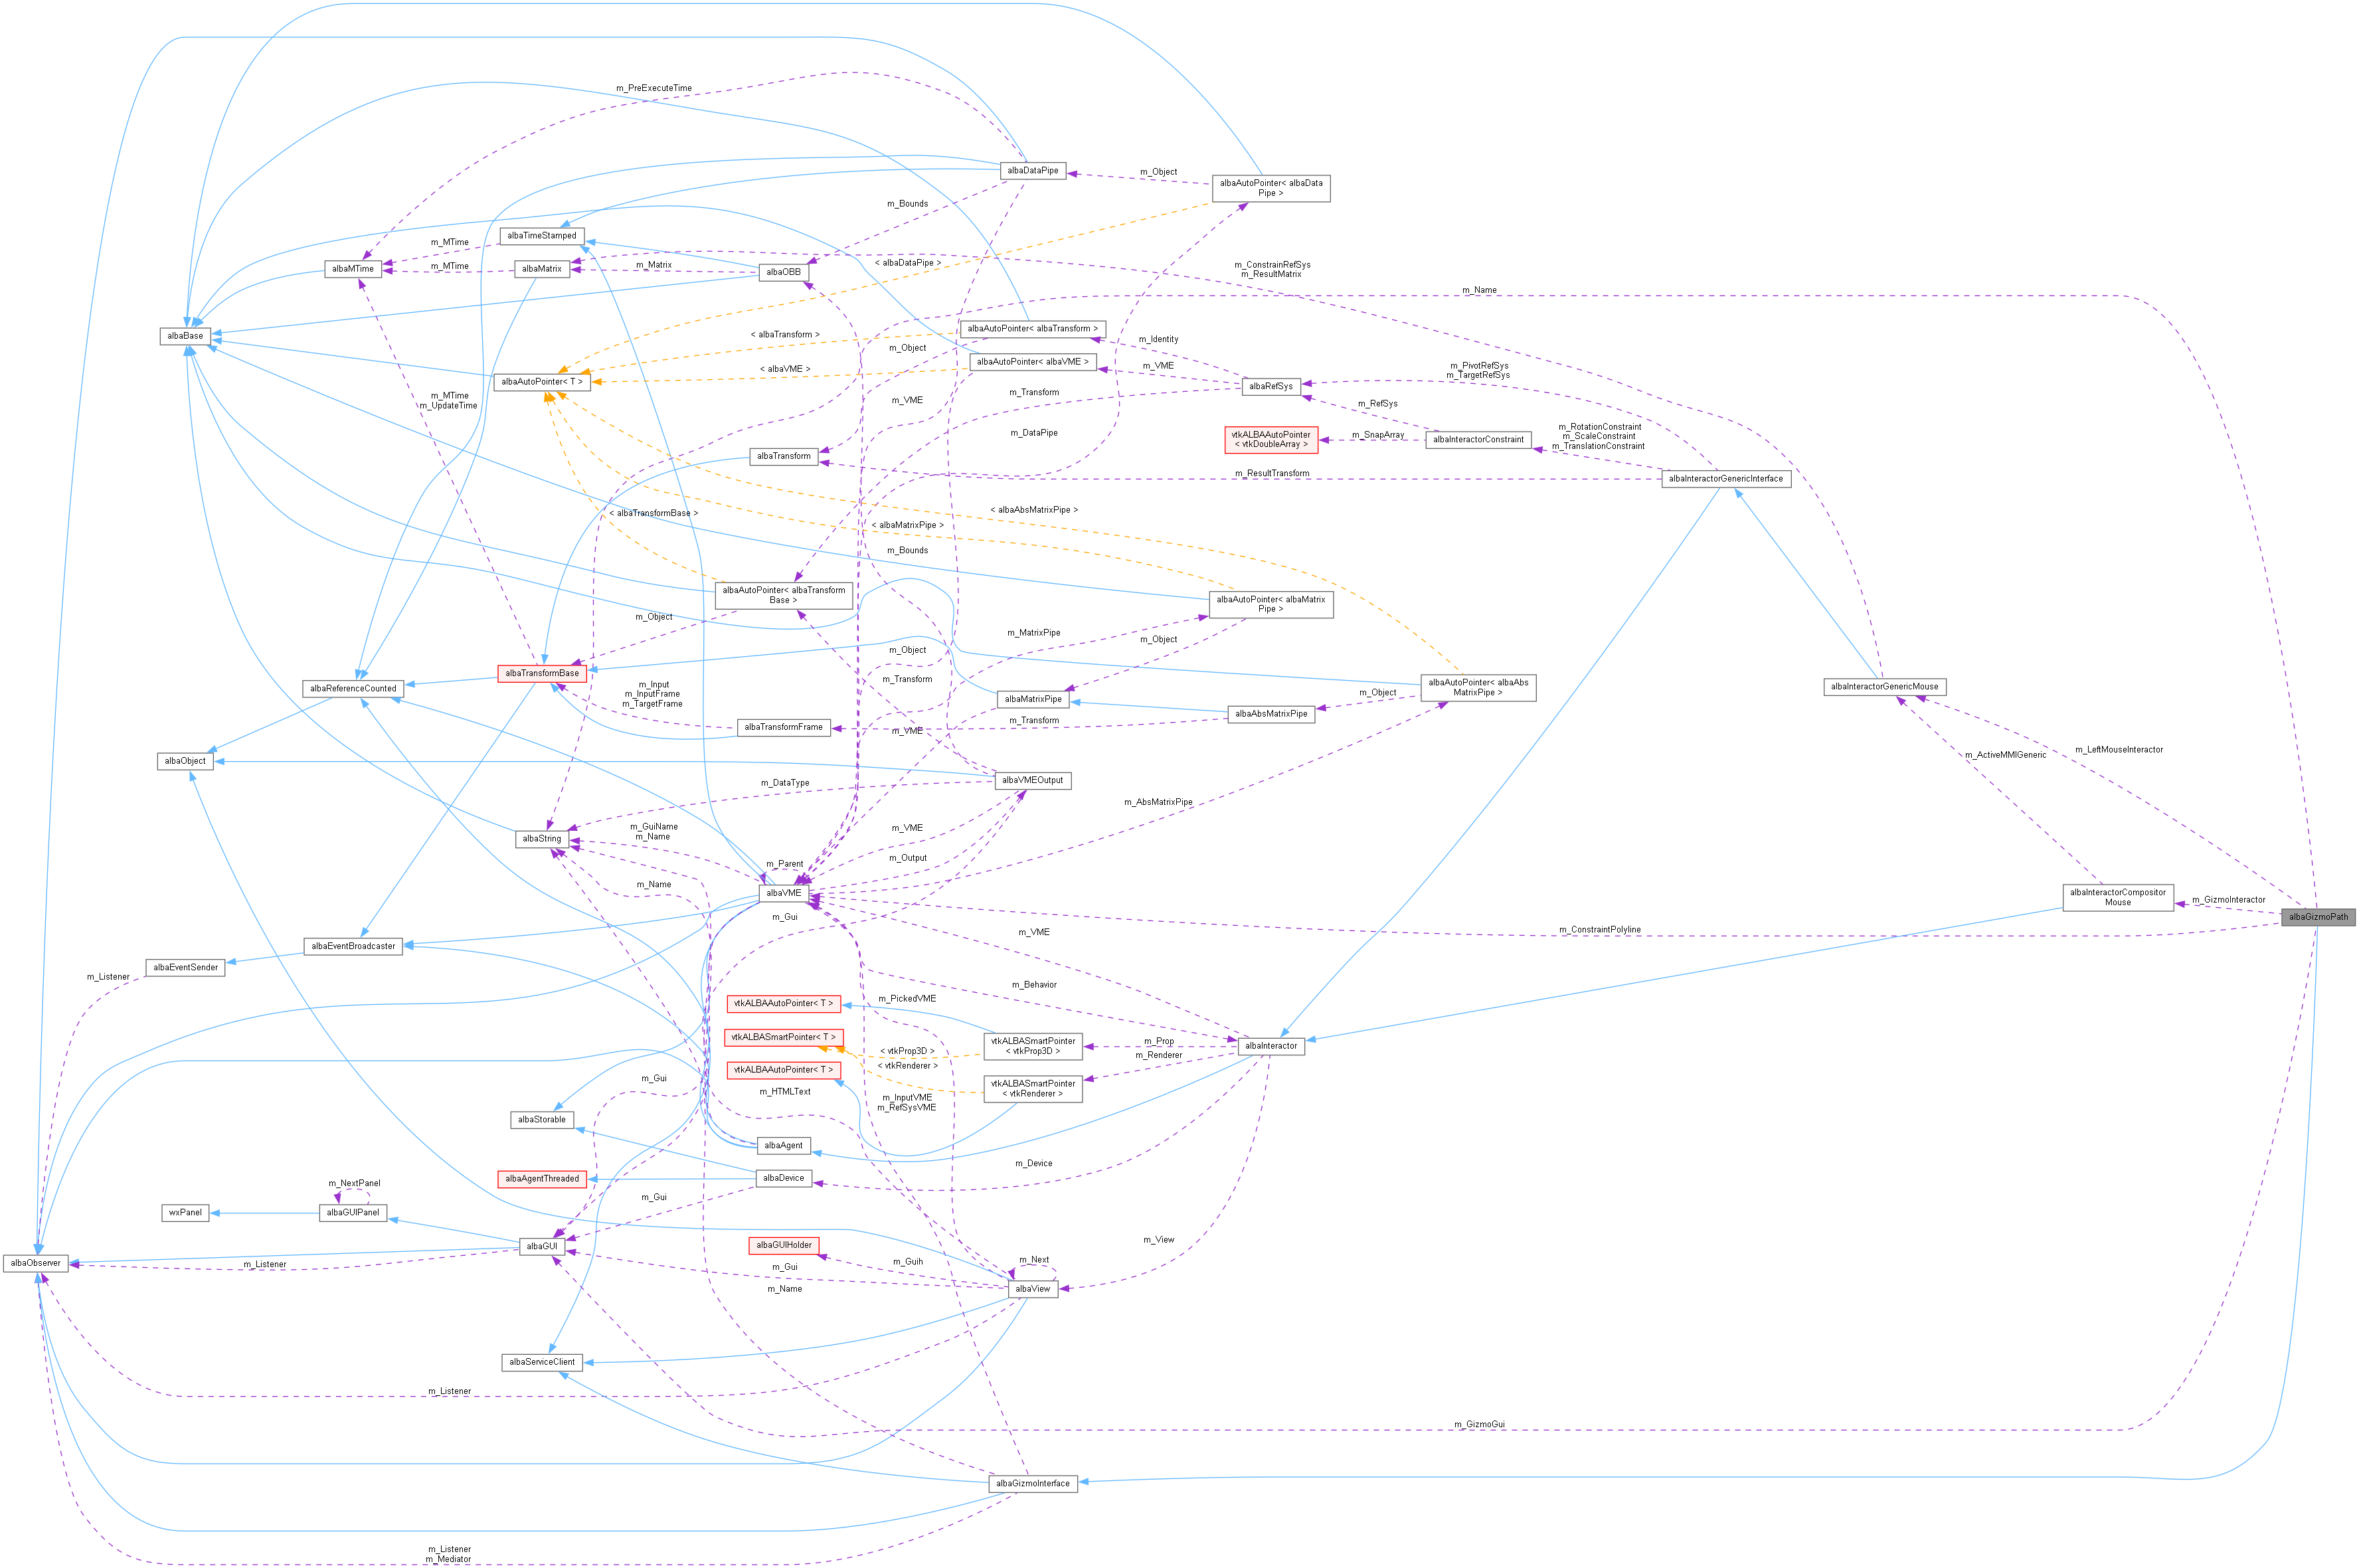 m_PreExecuteTime
albaDataPipe
m_Object
albaAutoPointer< albaData
Pipe >
m_Bounds
albaTimeStamped
m_MTime
albaMTime
m_MTime
albaMatrix
m_Matrix
albaOBB
< albaDataPipe >
m_ConstrainRefSys
m_ResultMatrix
m_Name
albaBase
< albaTransform >
albaAutoPointer< albaTransform >
m_Identity
m_Object
albaAutoPointer< T >
< albaVME >
albaAutoPointer< albaVME >
m_VME
albaRefSys
m_PivotRefSys
m_TargetRefSys
m_MTime
m_UpdateTime
m_VME
m_Transform
m_RefSys
m_DataPipe
vtkALBAAutoPointer
< vtkDoubleArray >
m_SnapArray
albaInteractorConstraint
m_RotationConstraint
m_ScaleConstraint
m_TranslationConstraint
albaTransform
m_ResultTransform
albaInteractorGenericInterface
< albaTransformBase >
< albaMatrixPipe >
< albaAbsMatrixPipe >
m_Bounds
albaAutoPointer< albaTransform
Base >
albaAutoPointer< albaMatrix
Pipe >
m_Object
m_MatrixPipe
m_Object
m_Object
albaTransformBase
m_Transform
albaReferenceCounted
m_Input
m_InputFrame
m_TargetFrame
albaMatrixPipe
m_Object
albaAutoPointer< albaAbs
MatrixPipe >
albaInteractorGenericMouse
albaTransformFrame
m_VME
m_Transform
albaAbsMatrixPipe
albaObject
m_DataType
albaVMEOutput
m_ActiveMMIGeneric
m_LeftMouseInteractor
m_AbsMatrixPipe
albaString
m_GuiName
m_Name
m_VME
m_Output
m_Parent
m_Name
albaVME
albaInteractorCompositor
Mouse
m_GizmoInteractor
albaGizmoPath
m_Gui
m_VME
m_ConstraintPolyline
albaEventBroadcaster
albaEventSender
m_Listener
m_Behavior
vtkALBAAutoPointer< T >
m_PickedVME
vtkALBASmartPointer< T >
vtkALBASmartPointer
< vtkProp3D >
< vtkProp3D >
m_Prop
albaInteractor
< vtkRenderer >
m_Renderer
vtkALBAAutoPointer< T >
m_Gui
m_HTMLText
vtkALBASmartPointer
< vtkRenderer >
m_InputVME
m_RefSysVME
albaStorable
albaAgent
m_Device
albaAgentThreaded
albaDevice
m_NextPanel
m_Gui
wxPanel
albaGUIPanel
albaGUI
albaGUIHolder
m_View
albaObserver
m_Listener
m_Gui
m_Guih
m_Next
albaView
m_Name
albaServiceClient
m_Listener
m_GizmoGui
albaGizmoInterface
m_Listener
m_Mediator